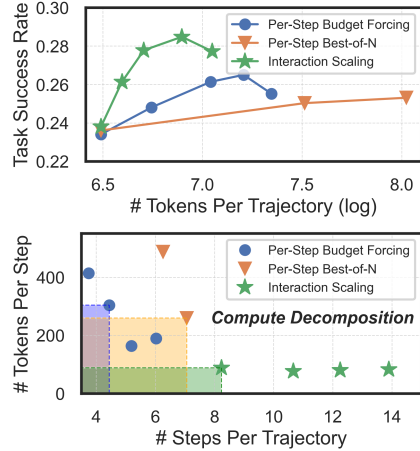 0.30
0.28
0.26
0.24
0.22
Task Success Rate
Per-Step Budget Forcing
Per-Step Best-of-N
Interaction Scaling
6.5 7.0 7.5 8.0
# Tokens Per Trajectory (log)
400
200
0
# Tokens Per Step
Per-Step Budget Forcing
Per-Step Best-of-N
Interaction Scaling
Compute Decomposition
4 6 8 10 12 14
# Steps Per Trajectory